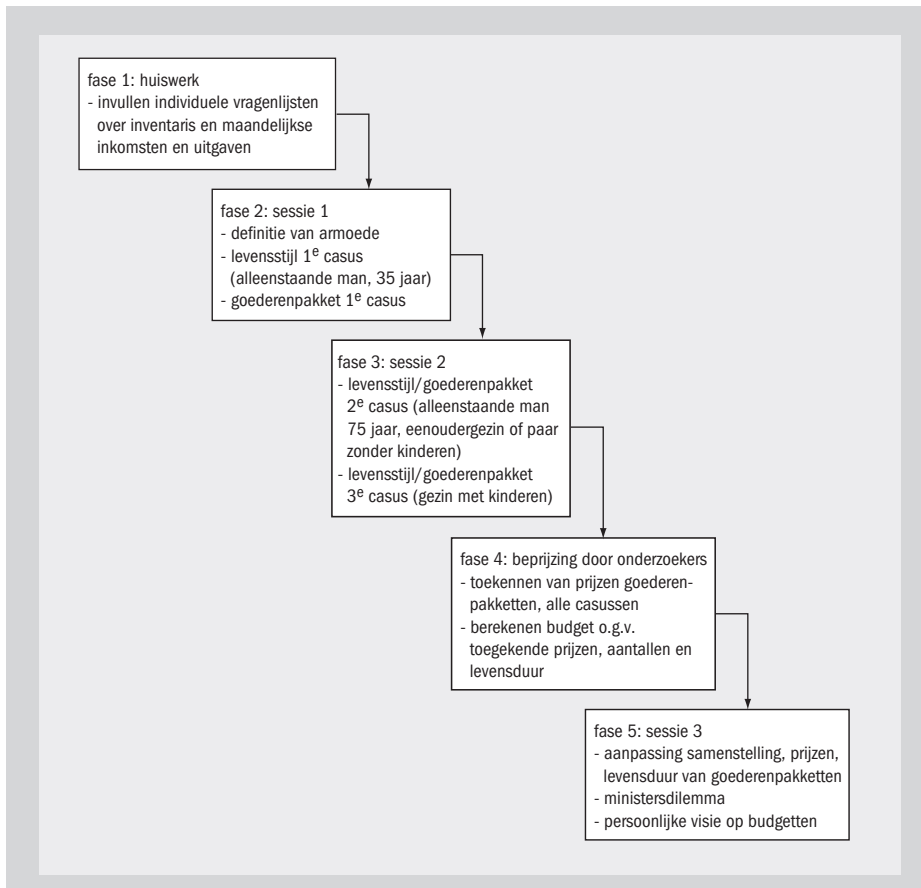 fase 1: huiswerk
- invullen individuele vragenlijsten
over inventaris en maandelijkse
inkomsten en uitgaven
fase 2: sessie 1
- definitie van armoede
- levensstijl 1e casus
(alleenstaande man, 35 jaar)
- goederenpakket 1e casus
fase 3: sessie 2
- levensstijl/goederenpakket
2e casus (alleenstaande man
75 jaar, eenoudergezin of paar
zonder kinderen)
- levensstijl/goederenpakket
3e casus (gezin met kinderen)
fase 4: beprijzing door onderzoekers
- toekennen van prijzen goederen-
pakketten, alle casussen
- berekenen budget o.g.v.
toegekende prijzen, aantallen en
levensduur
fase 5: sessie 3
- aanpassing samenstelling, prijzen,
levensduur van goederenpakketten
- ministersdilemma
- persoonlijke visie op budgetten